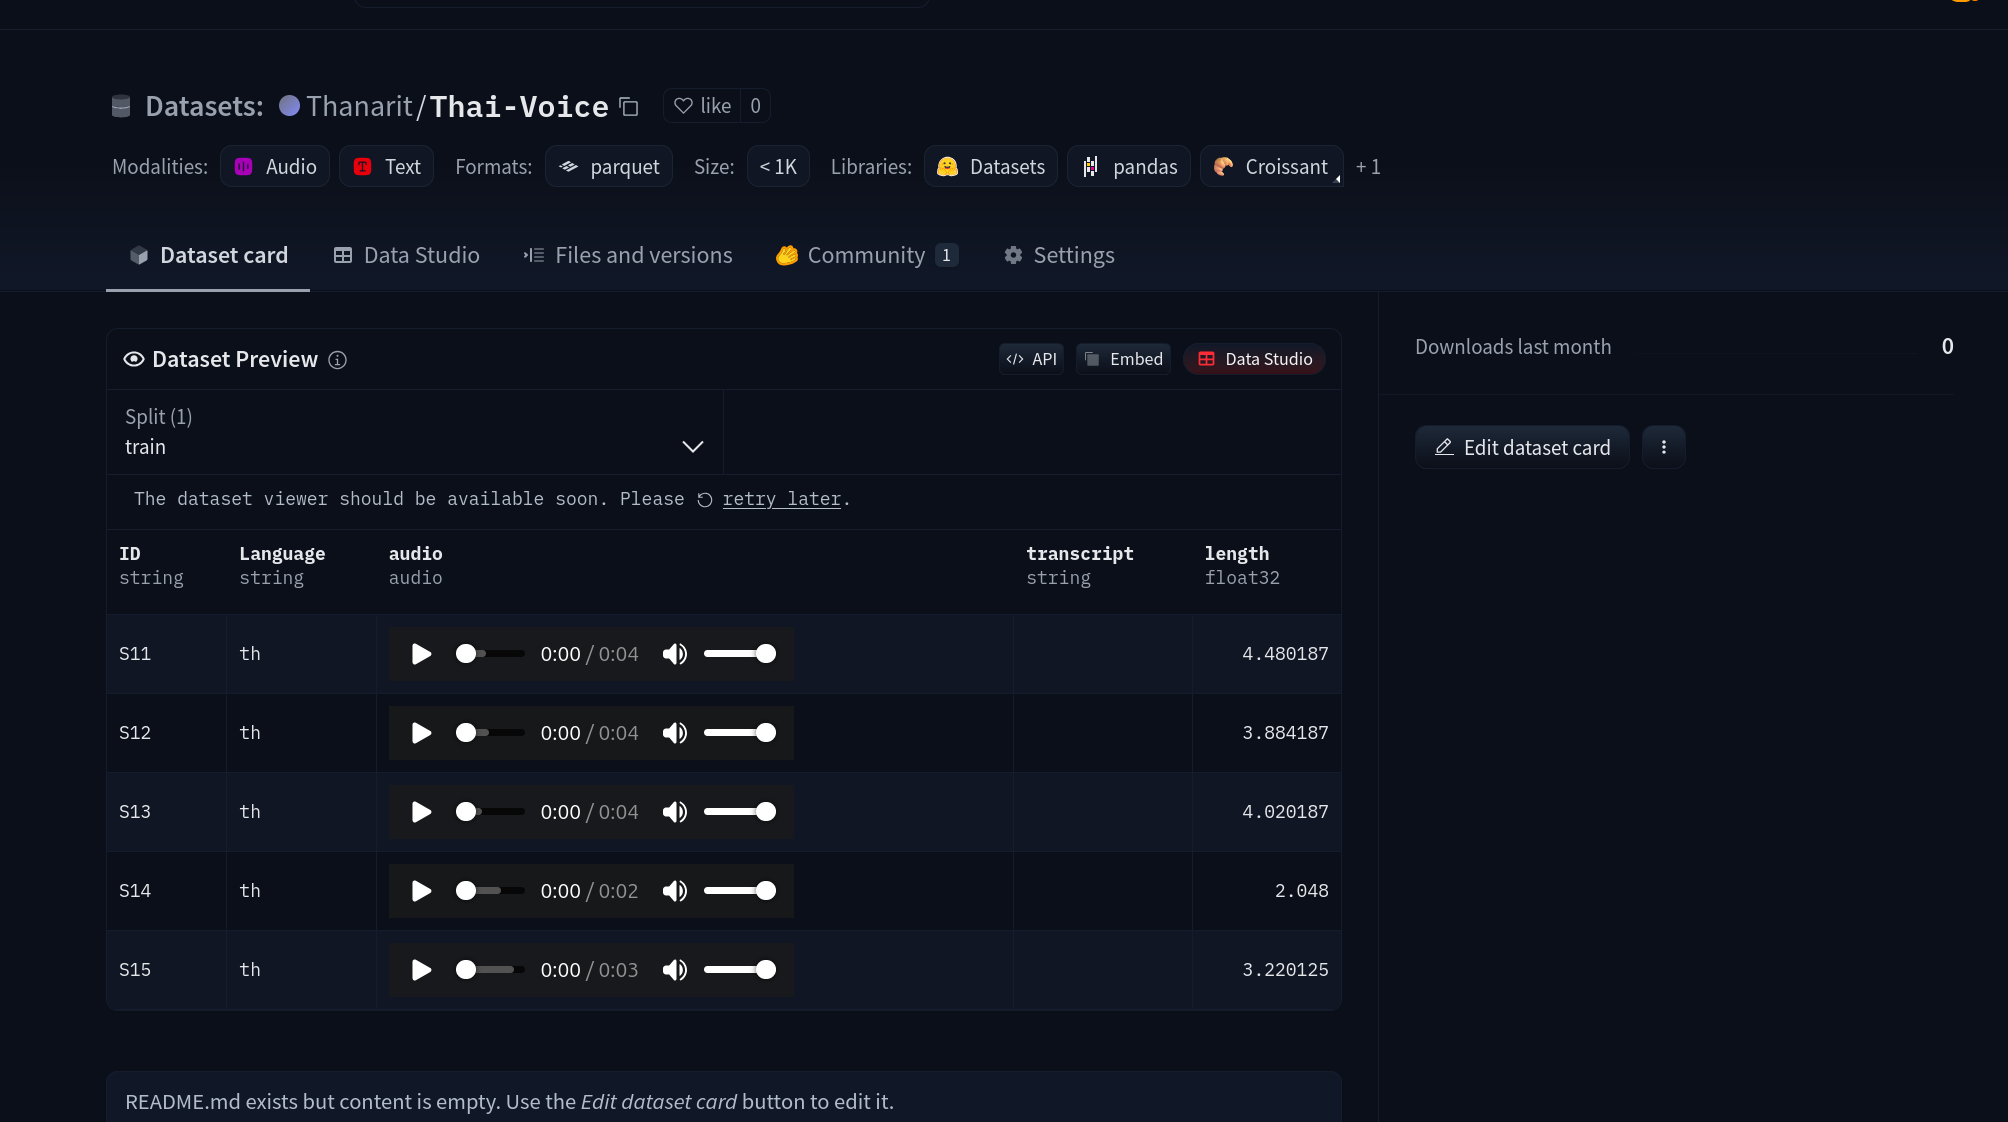 Datasets: Thanarit/Thai-Voice like 0
Modalities: Audio Text Formats: parquet Size: < 1K Libraries: Datasets pandas Croissant + 1
Dataset card Data Studio Files and versions Community 1 Settings
Dataset Preview API Embed Data Studio
Downloads last month 0
Split (1)
train
Edit dataset card
The dataset viewer should be available soon. Please retry later.
ID Language audio transcript length
string string audio string float32
S11 th 0:00 / 0:04 4.480187
S12 th 0:00 / 0:04 3.884187
S13 th 0:00 / 0:04 4.020187
S14 th 0:00 / 0:02 2.048
S15 th 0:00 / 0:03 3.220125
README.md exists but content is empty. Use the Edit dataset card button to edit it.